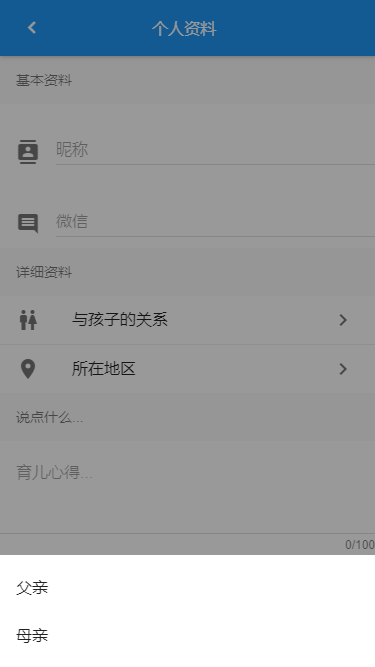 个人资料
基本资料
昵称
微信
详细资料
与孩子的关系
所在地区
说点什么...
育儿心得...
0/100
父亲
母亲